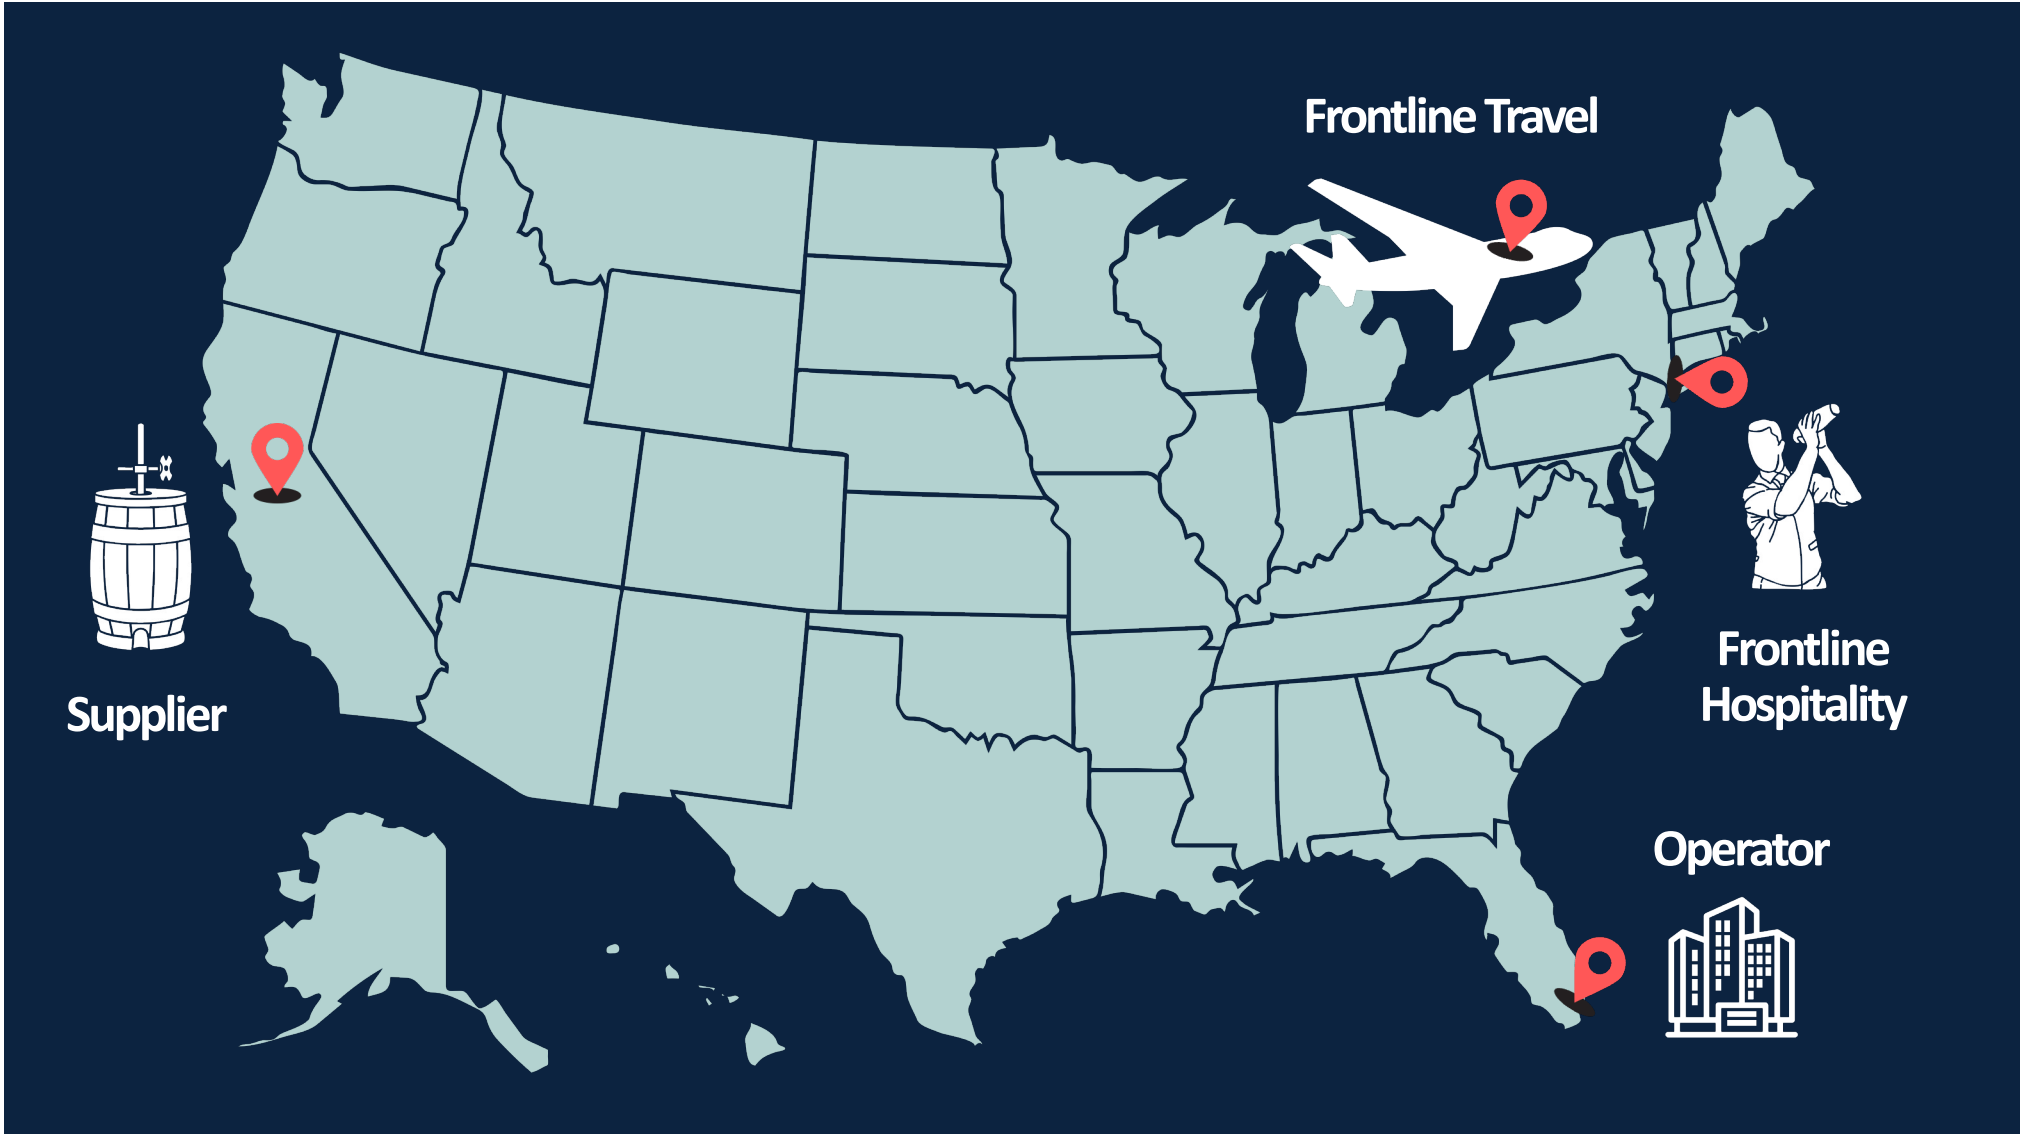 Frontline Travel
Supplier
Frontline
Hospitality
Operator